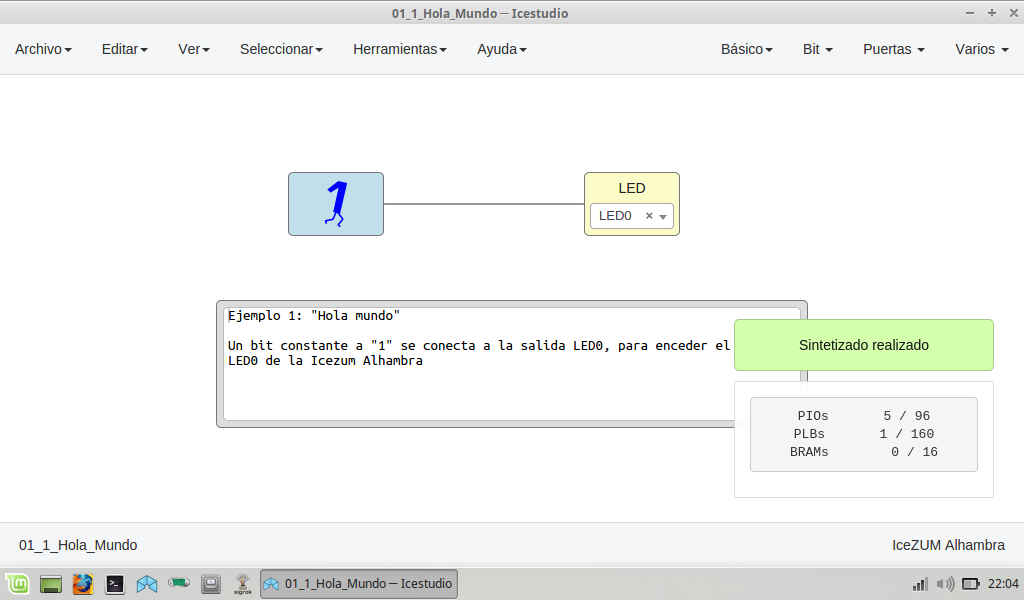 01_1_Hola_Mundo — Icestudio
Archivo Editar Ver Seleccionar Herramientas Ayuda Básico Bit Puertas Varios
1
LED
LED0
Ejemplo 1: "Hola mundo"
Un bit constante a "1" se conecta a la salida LED0, para enceder el
LED0 de la Icezum Alhambra
Sintetizado realizado
PIOs 5 / 96
PLBs 1 / 160
BRAMs 0 / 16
01_1_Hola_Mundo
IceZUM Alhambra
sigrok
01_1_Hola_Mundo — Icestudio
22:04